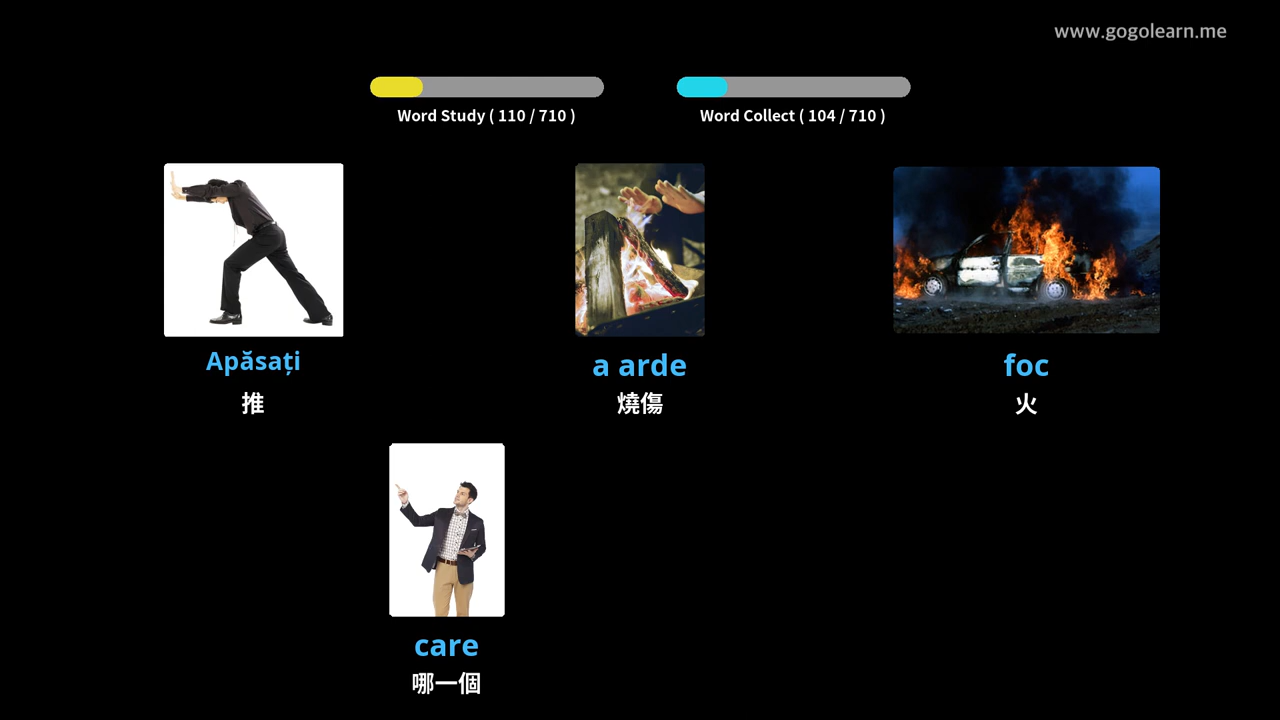 www.gogolearn.me
Word Study ( 110 / 710 )
Word Collect ( 104 / 710 )
Apăsați
推
a arde
燒傷
foc
火
care
哪一個